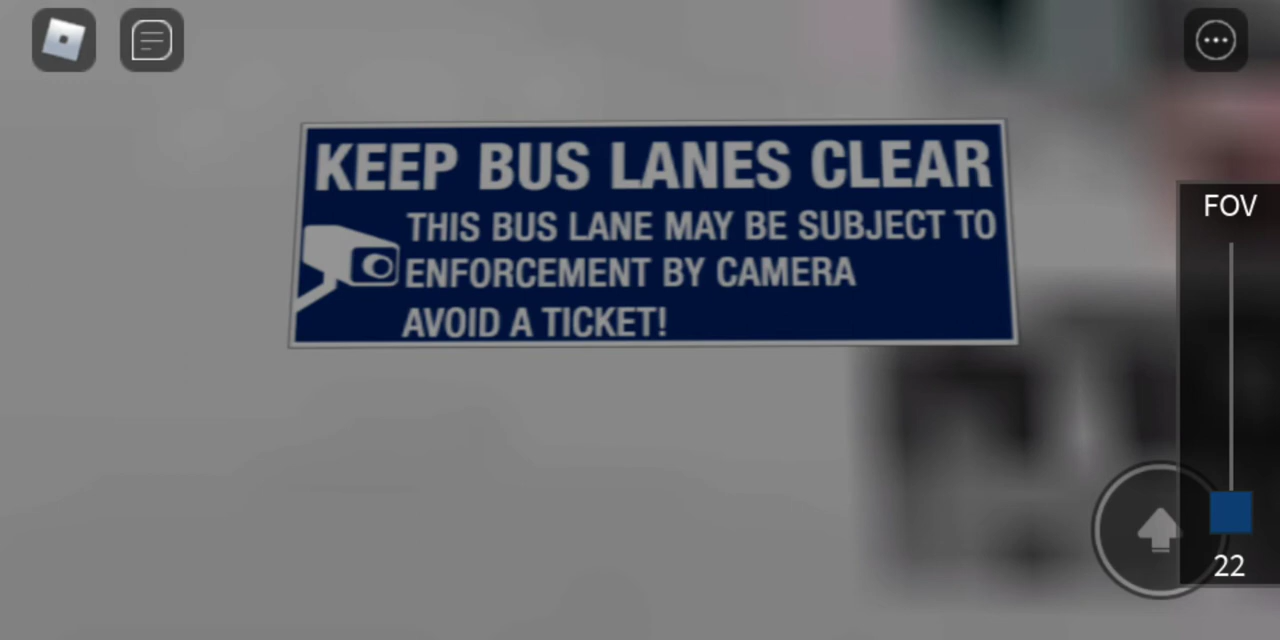 KEEP BUS LANES CLEAR
THIS BUS LANE MAY BE SUBJECT TO
ENFORCEMENT BY CAMERA
AVOID A TICKET!
FOV
22